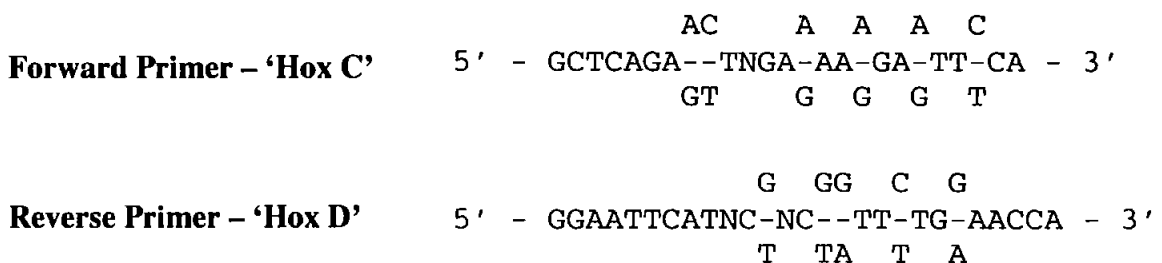 AC A A A C
Forward Primer – ‘Hox C’ 5' - GCTCAGA--TNGA-AA-GA-TT-CA - 3'
GT G G G T
G GG C G
Reverse Primer – ‘Hox D’ 5' - GGAATTCATNC-NC--TT-TG-AACCA - 3'
T TA T A